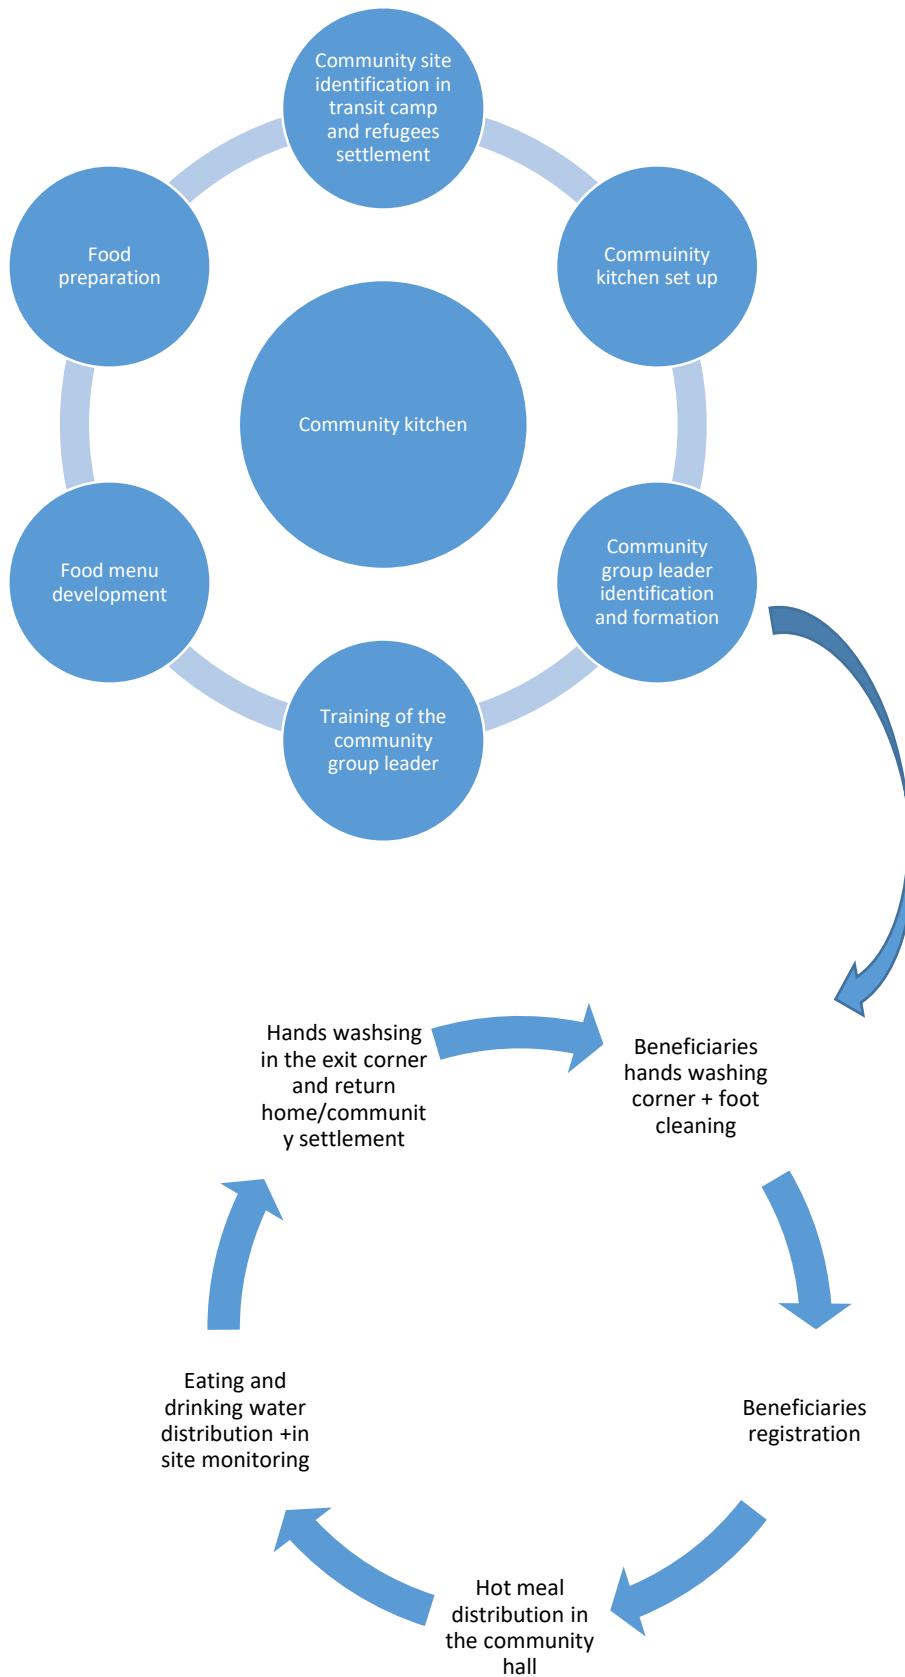 Community site
identification in
transit camp
and refugees
settlement
Commuinity
kitchen set up
Community
group leader
identification
and formation
Training of the
community
group leader
Food menu
development
Food
preparation
Community kitchen
Beneficiaries
hands washing
corner + foot
cleaning
Beneficiaries
registration
Hot meal
distribution in
the community
hall
Eating and
drinking water
distribution +in
site monitoring
Hands washsing
in the exit corner
and return
home/communit
y settlement